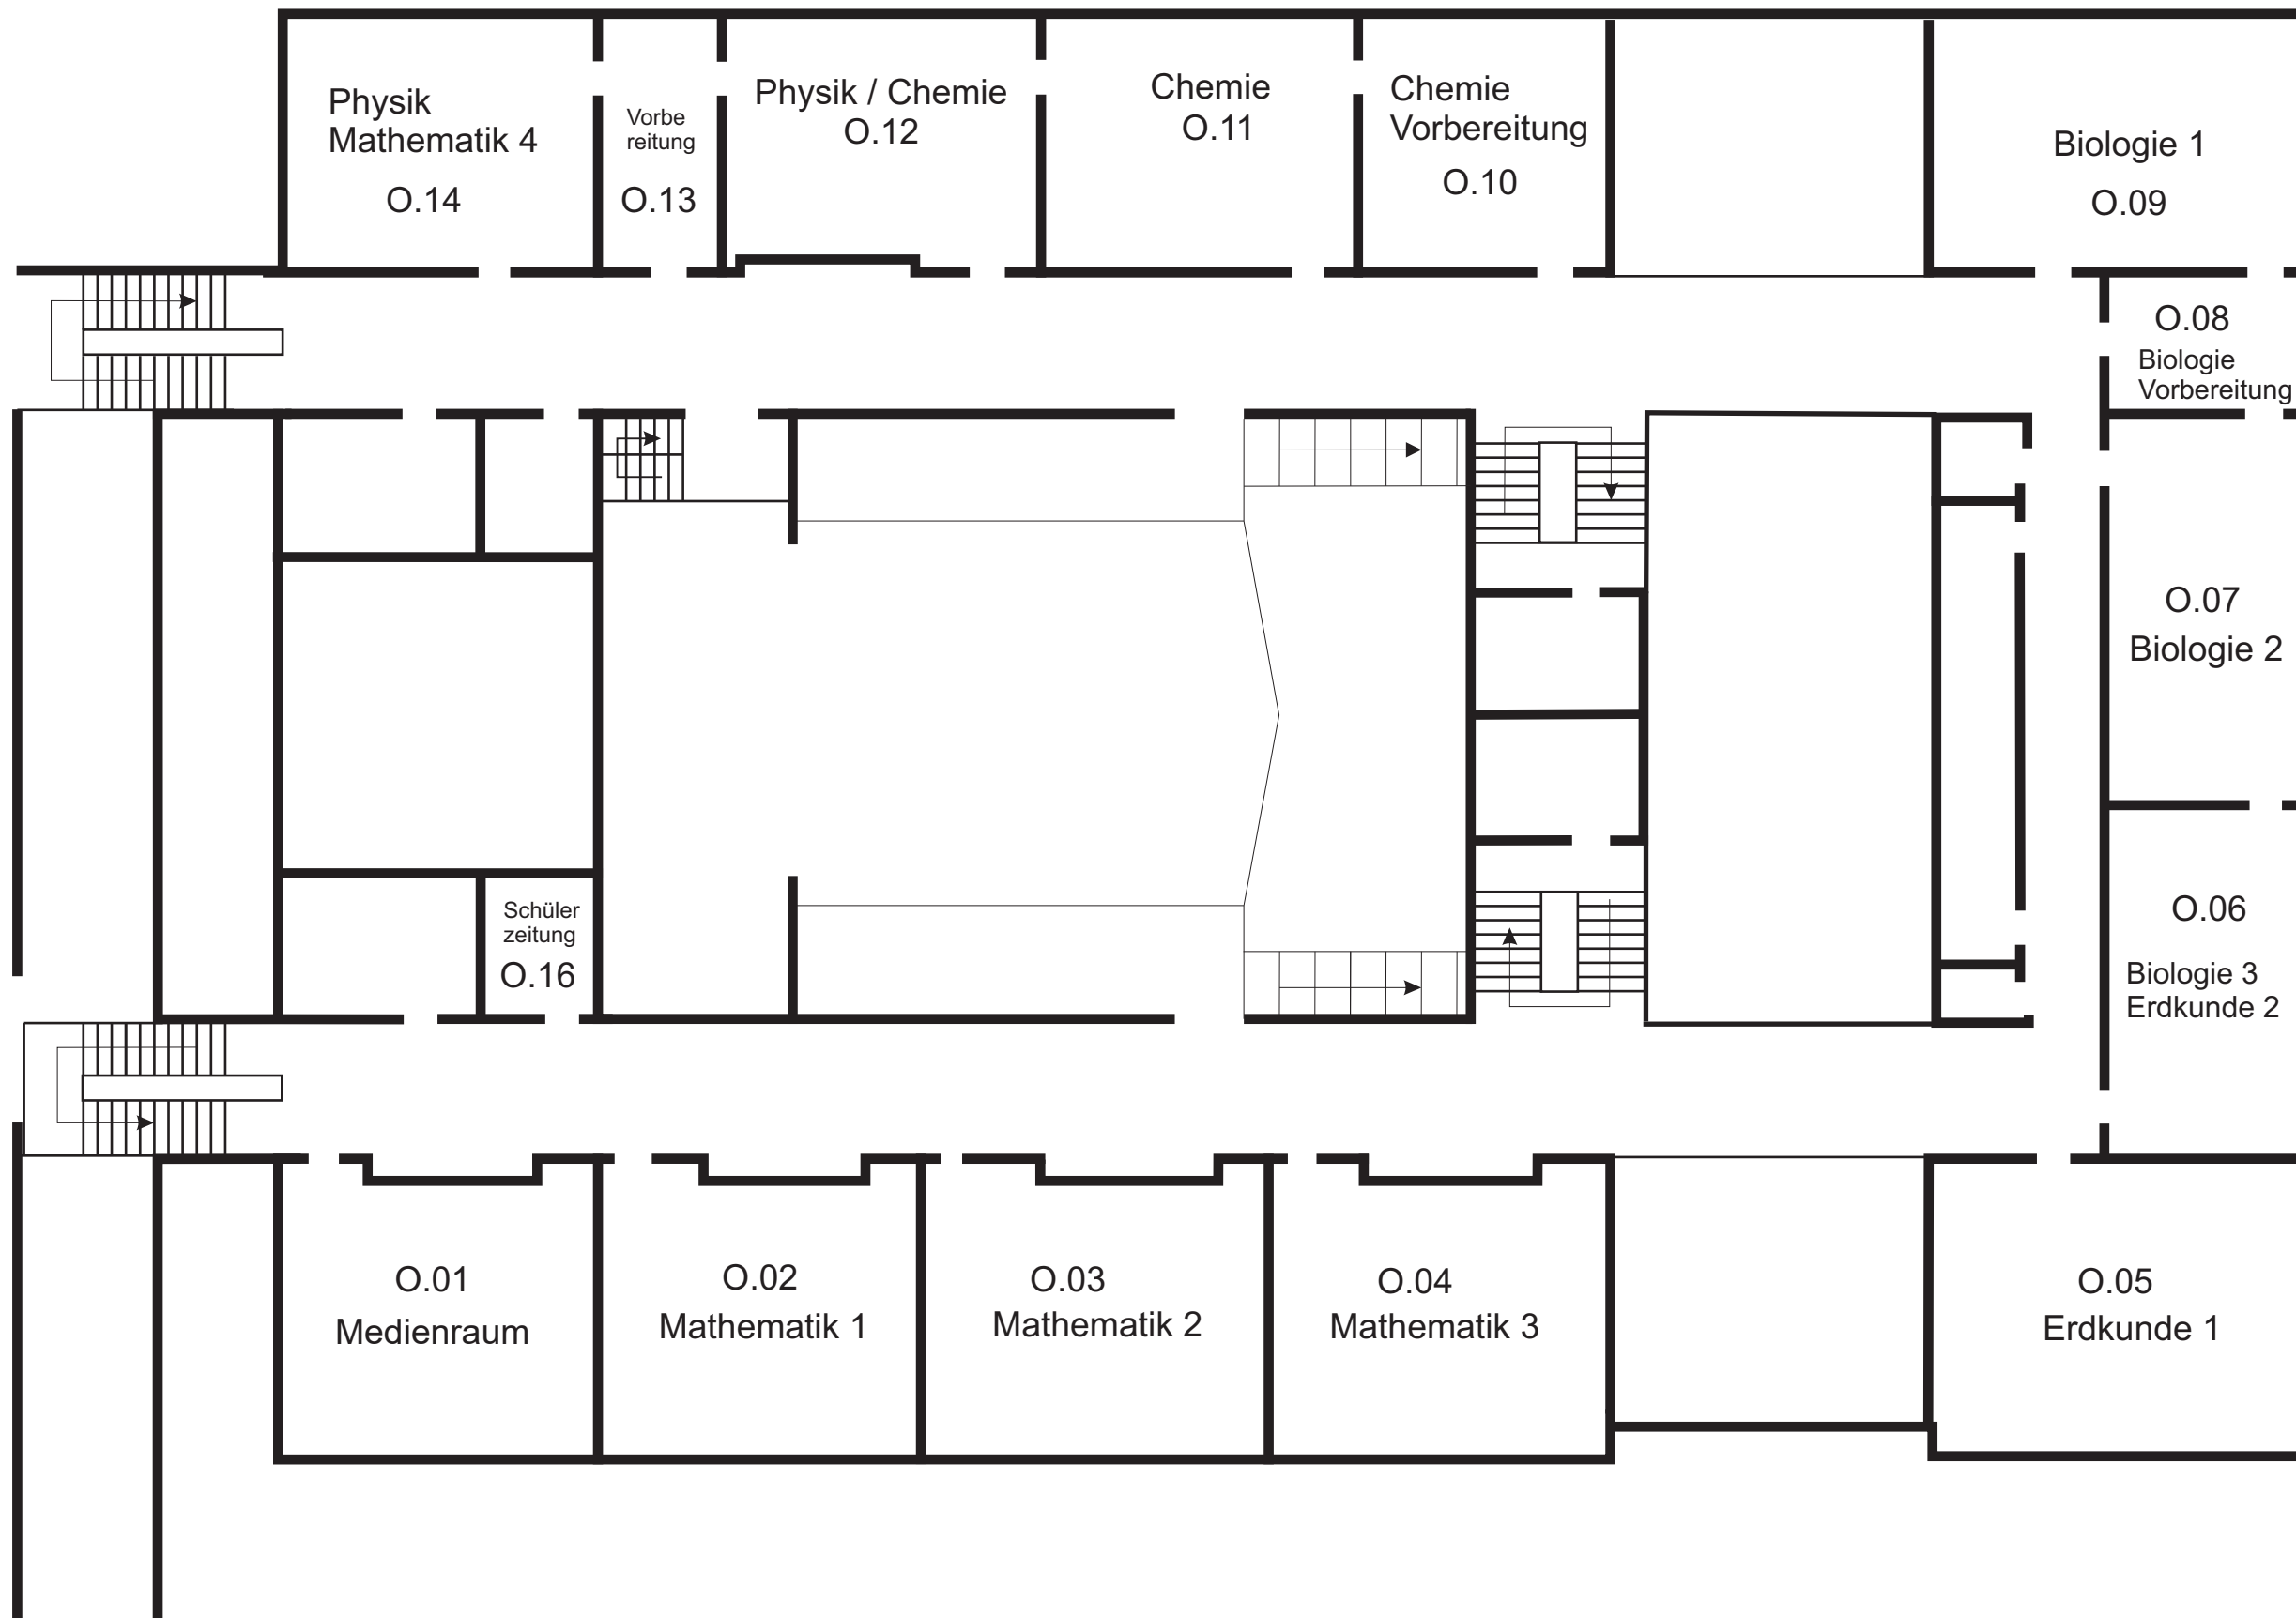 Physik
Mathematik 4
O.14
Vorbe
reitung
O.13
Physik / Chemie
O.12
Chemie
O.11
Chemie
Vorbereitung
O.10
Biologie 1
O.09
O.08
Biologie
Vorbereitung
O.07
Biologie 2
O.06
Biologie 3
Erdkunde 2
Schüler
zeitung
O.16
O.01
Medienraum
O.02
Mathematik 1
O.03
Mathematik 2
O.04
Mathematik 3
O.05
Erdkunde 1